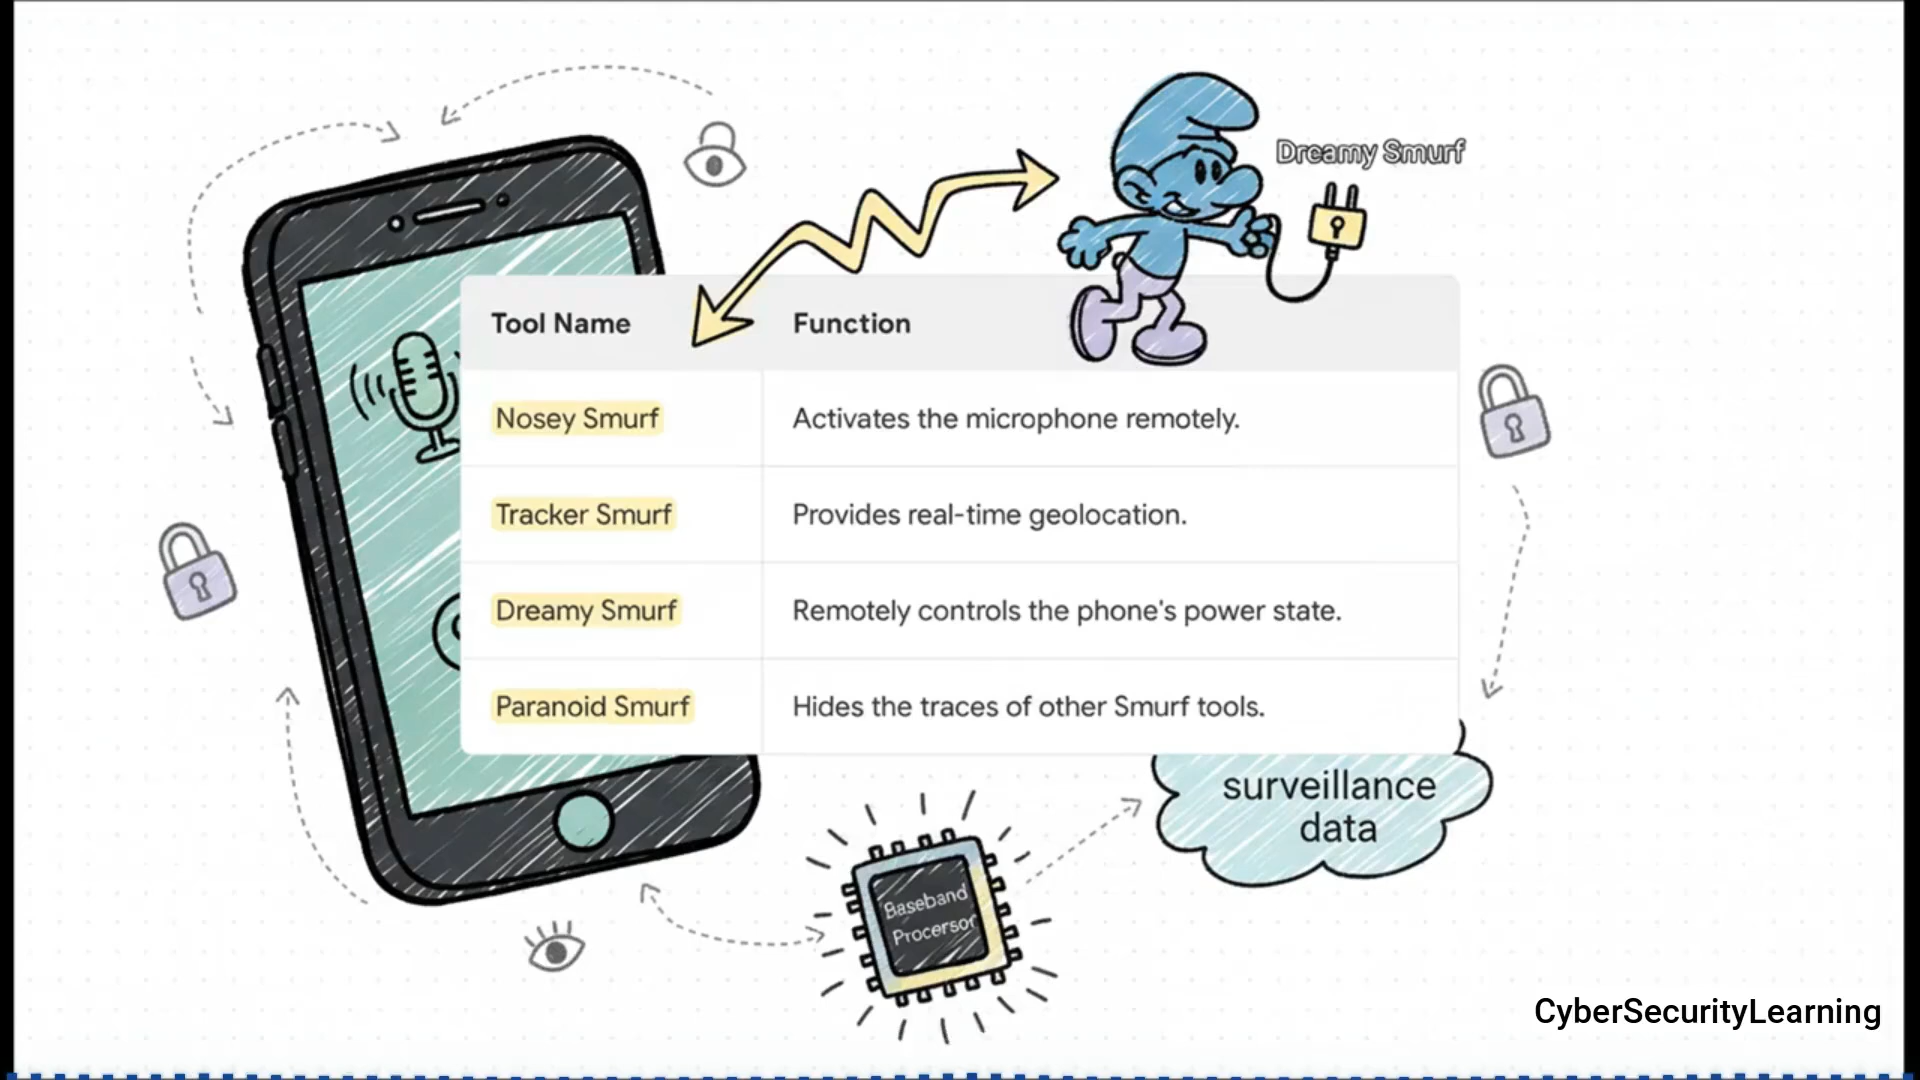 Dreamy Smurf
Tool Name Function
Nosey Smurf Activates the microphone remotely.
Tracker Smurf Provides real-time geolocation.
Dreamy Smurf Remotely controls the phone's power state.
Paranoid Smurf Hides the traces of other Smurf tools.
surveillance
data
Baseband
Procersor
CyberSecurityLearning